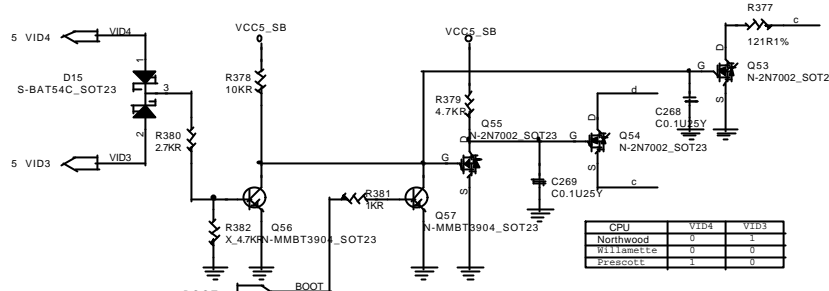 R377
c
121R1%
VCC5_SB
VCC5_SB
5 VID4
VID4
D
Q53
G
N-2N7002_SOT2
S
D15
S-BAT54C_SOT23
1
3
2
R378
10KR
R379
4.7KR
d
C268
C0.1U25Y
Q55
N-2N7002_SOT23
D
G
S
D
G
Q54
N-2N7002_SOT23
S
c
R380
2.7KR
5 VID3
VID3
C269
C0.1U25Y
R381
1KR
R382
X_4.7KR
Q56
N-MMBT3904_SOT23
Q57
N-MMBT3904_SOT23
CPU VID4 VID3
Northwood 0 1
Willamette 0 0
Prescott 1 0
BOOT